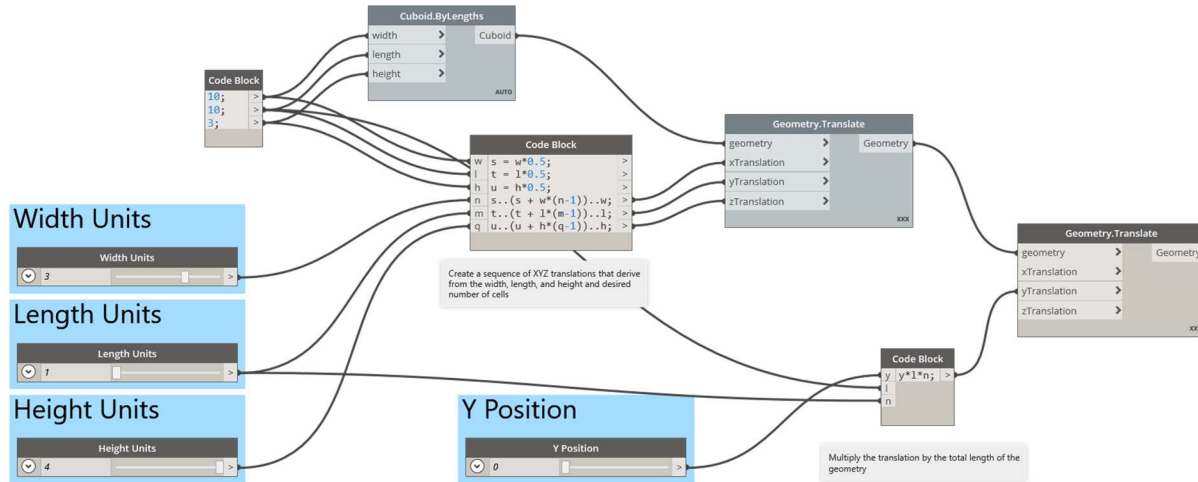 Cuboid.ByLengths
width > Cuboid
length >
height >
AUTO
Code Block
10; >
10; >
3; >
Code Block
w s = w*0.5; >
l t = l*0.5; >
h u = h*0.5; >
n s..(s + w*(n-1))..w; >
m t..(t + l*(m-1))..l; >
q u..(u + h*(q-1))..h; >
Create a sequence of XYZ translations that derive
from the width, length, and height and desired
number of cells
Geometry.Translate
geometry > Geometry
xTranslation >
yTranslation >
zTranslation >
xxx
Geometry.Translate
geometry > Geometry
xTranslation >
yTranslation >
zTranslation >
Width Units
Width Units
3 >
Length Units
Length Units
1 >
Height Units
Height Units
4 >
Y Position
Y Position
0 >
Code Block
y y*l*n; >
l
n
Multiply the translation by the total length of the
geometry